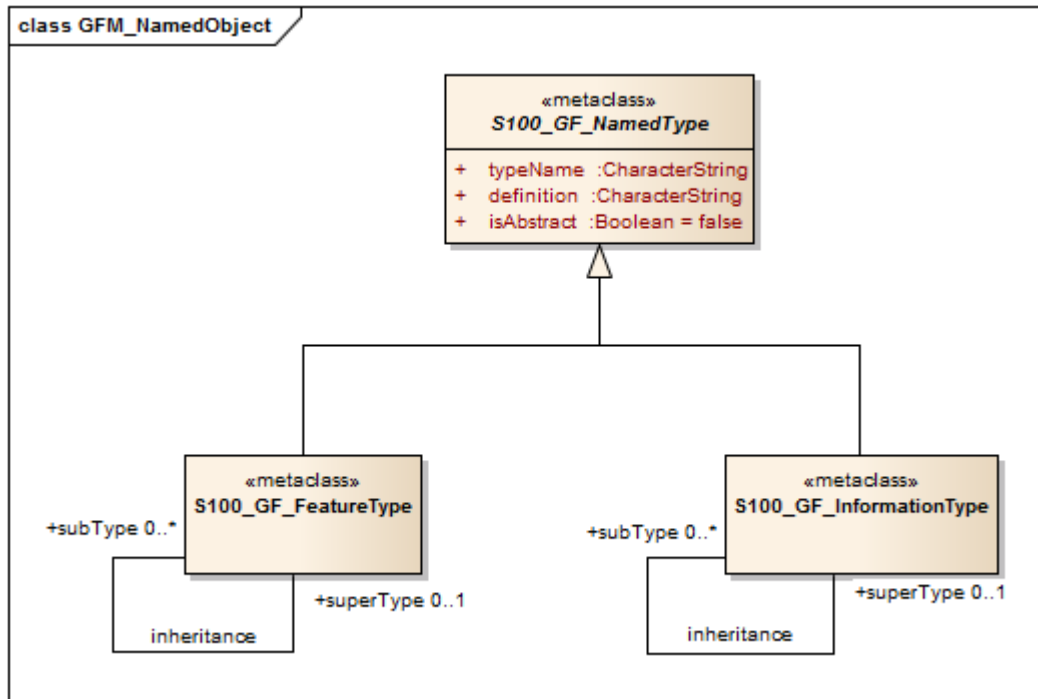 class GFM_NamedObject
«metaclass»
S100_GF_NamedType
+ typeName :CharacterString
+ definition :CharacterString
+ isAbstract :Boolean = false
«metaclass»
S100_GF_FeatureType
+subType 0..*
+superType 0..1
inheritance
«metaclass»
S100_GF_InformationType
+subType 0..*
+superType 0..1
inheritance